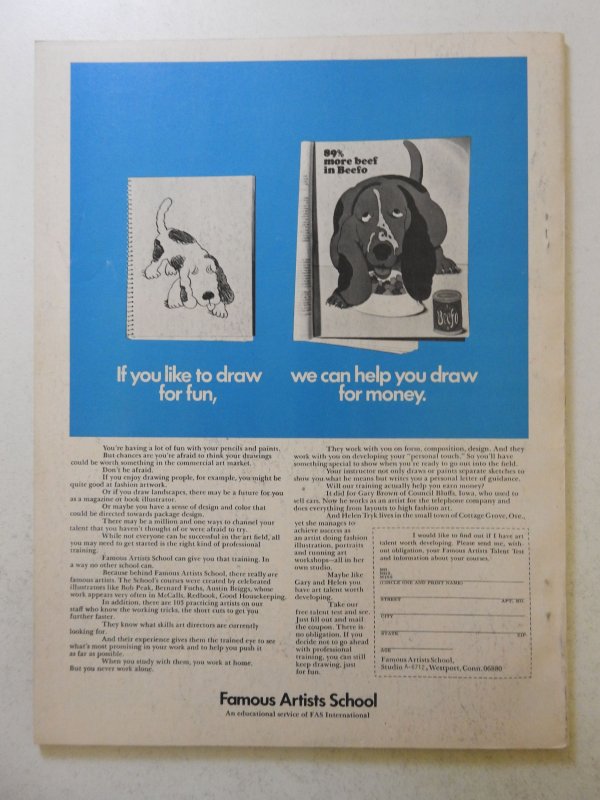 89%
more beef
in Beefo
Beefo
If you like to draw
for fun,
we can help you draw
for money.
You're having a lot of fun with your pencils and paints.
But chances are you're afraid to think your drawings
could be worth something in the commercial art market.
Don't be afraid.
If you enjoy drawing people, for example, you might be
quite good at fashion artwork.
Or if you draw landscapes, there may be a future for you
as a magazine or book illustrator.
Or maybe you have a sense of design and color that
could be directed towards package design.
There may be a million and one ways to channel your
talent that you haven't thought of or were afraid to try.
While not everyone can be successful in the art field, all
you may need to get started is the right kind of professional
training.
Famous Artists School can give you that training. In
a way no other school can.
Because behind Famous Artists School, there really are
famous artists. The School's courses were created by celebrated
illustrators like Bob Peak, Bernard Fuchs, Austin Briggs, whose
work appears very often in McCalls, Redbook, Good Housekeeping.
In addition, there are 105 practicing artists on our
staff who know the working tricks, the short cuts to get you
further faster.
They know what skills art directors are currently
looking for.
And their experience gives them the trained eye to see
what's most promising in your work and to help you push it
as far as possible.
When you study with them, you work at home.
But you never work alone.
They work with you on form, composition, design. And they
work with you on developing your "personal touch." So you'll have
something special to show when you're ready to go out into the field.
Your instructor not only draws or paints separate sketches to
show you what he means but writes you a personal letter of guidance.
Will our training actually help you earn money?
It did for Gary Brown of Council Bluffs, Iowa, who used to
sell cars. Now he works as an artist for the telephone company and
does everything from layouts to high fashion art.
And Helen Tryk lives in the small town of Cottage Grove, Ore.,
yet she manages to
achieve success as
an artist doing fashion
illustration, portraits
and running art
workshops—all in her
own studio.
Maybe like
Gary and Helen you
have art talent worth
developing.
Take our
free talent test and see.
Just fill out and mail
the coupon. There is
no obligation. If you
decide not to go ahead
with professional
training, you can still
keep drawing, just
for fun.
I would like to find out if I have art
talent worth developing. Please send me, with-
out obligation, your Famous Artists Talent Test
and information about your courses.
MR.
MRS.
MISS
(CIRCLE ONE AND PRINT NAME)
STREET APT. NO.
CITY
STATE ZIP
AGE
Famous Artists School,
Studio A-6712, Westport, Conn. 06880
Famous Artists School
An educational service of FAS International